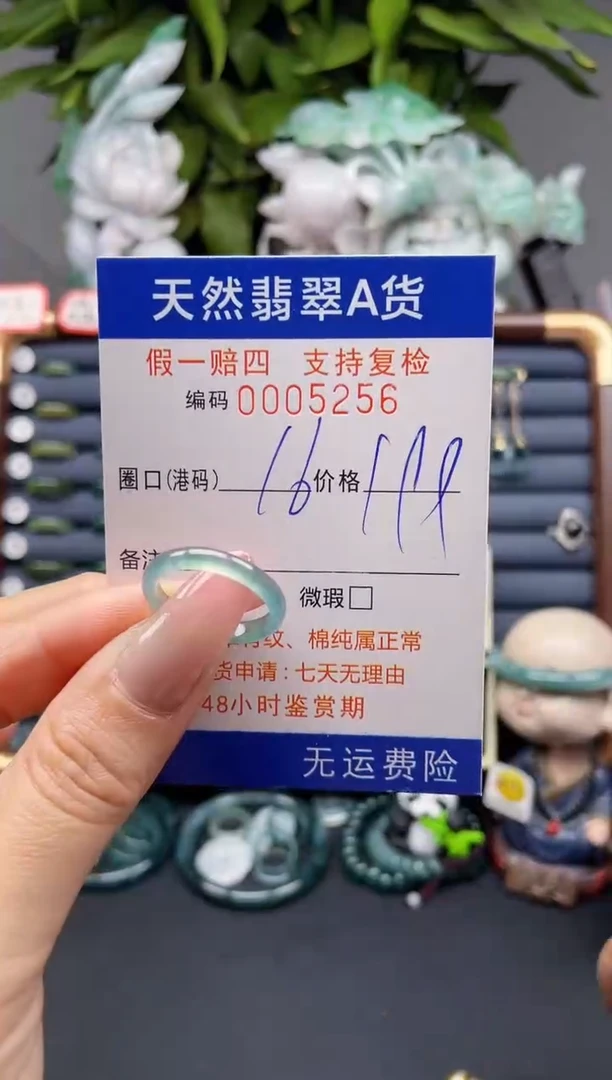 天然翡翠A货
假一赔四 支持复检
编码 0005256
圈口(港码) 16 价格
备注
微瑕□
纹、棉纯属正常
货申请:七天无理由
48小时鉴赏期
无运费险